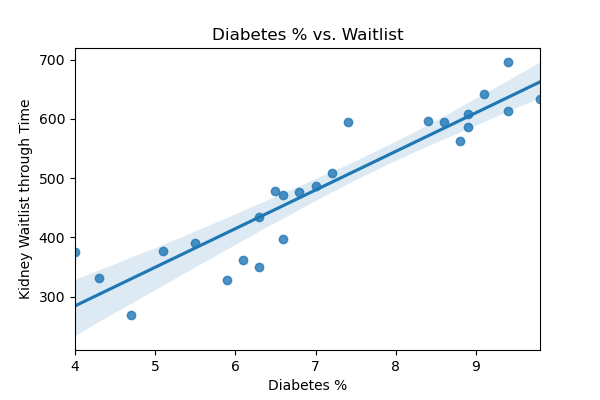 Diabetes % vs. Waitlist
Kidney Waitlist through Time
700
600
500
400
300
4 5 6 7 8 9
Diabetes %